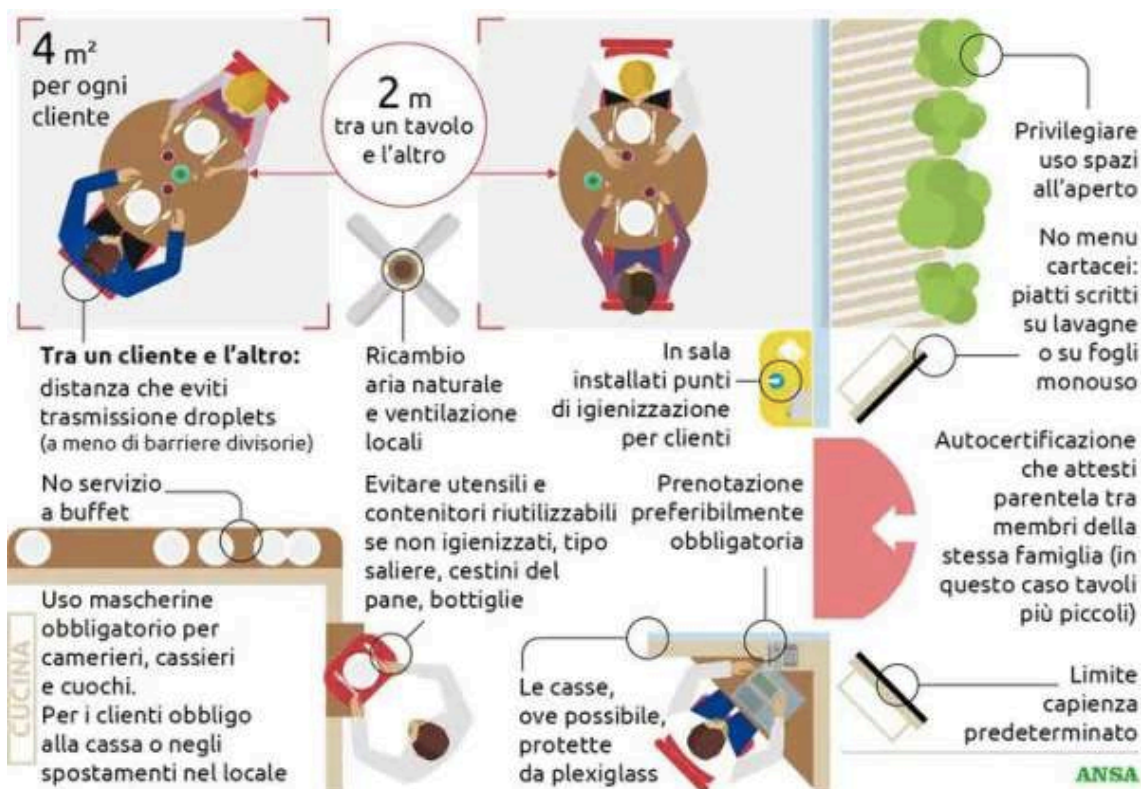 4 m²
per ogni
cliente
2 m
tra un tavolo
e l'altro
Privilegiare
uso spazi
all'aperto
No menu
cartacei:
piatti scritti
su lavagne
o su fogli
monouso
Tra un cliente e l'altro:
distanza che eviti
trasmissione droplets
(a meno di barriere divisorie)
Ricambio
aria naturale
e ventilazione
locali
In sala
installati punti
di igienizzazione
per clienti
Autocertificazione
che attesti
parentela tra
membri della
stessa famiglia (in
questo caso tavoli
più piccoli)
No servizio
a buffet
Evitare utensili e
contenitori riutilizzabili
se non igienizzati, tipo
saliere, cestini del
pane, bottiglie
Prenotazione
preferibilmente
obbligatoria
CUCINA
Uso mascherine
obbligatorio per
camerieri, cassieri
e cuochi.
Per i clienti obbligo
alla cassa o negli
spostamenti nel locale
Le casse,
ove possibile,
protette
da plexiglass
Limite
capienza
predeterminato
ANSA